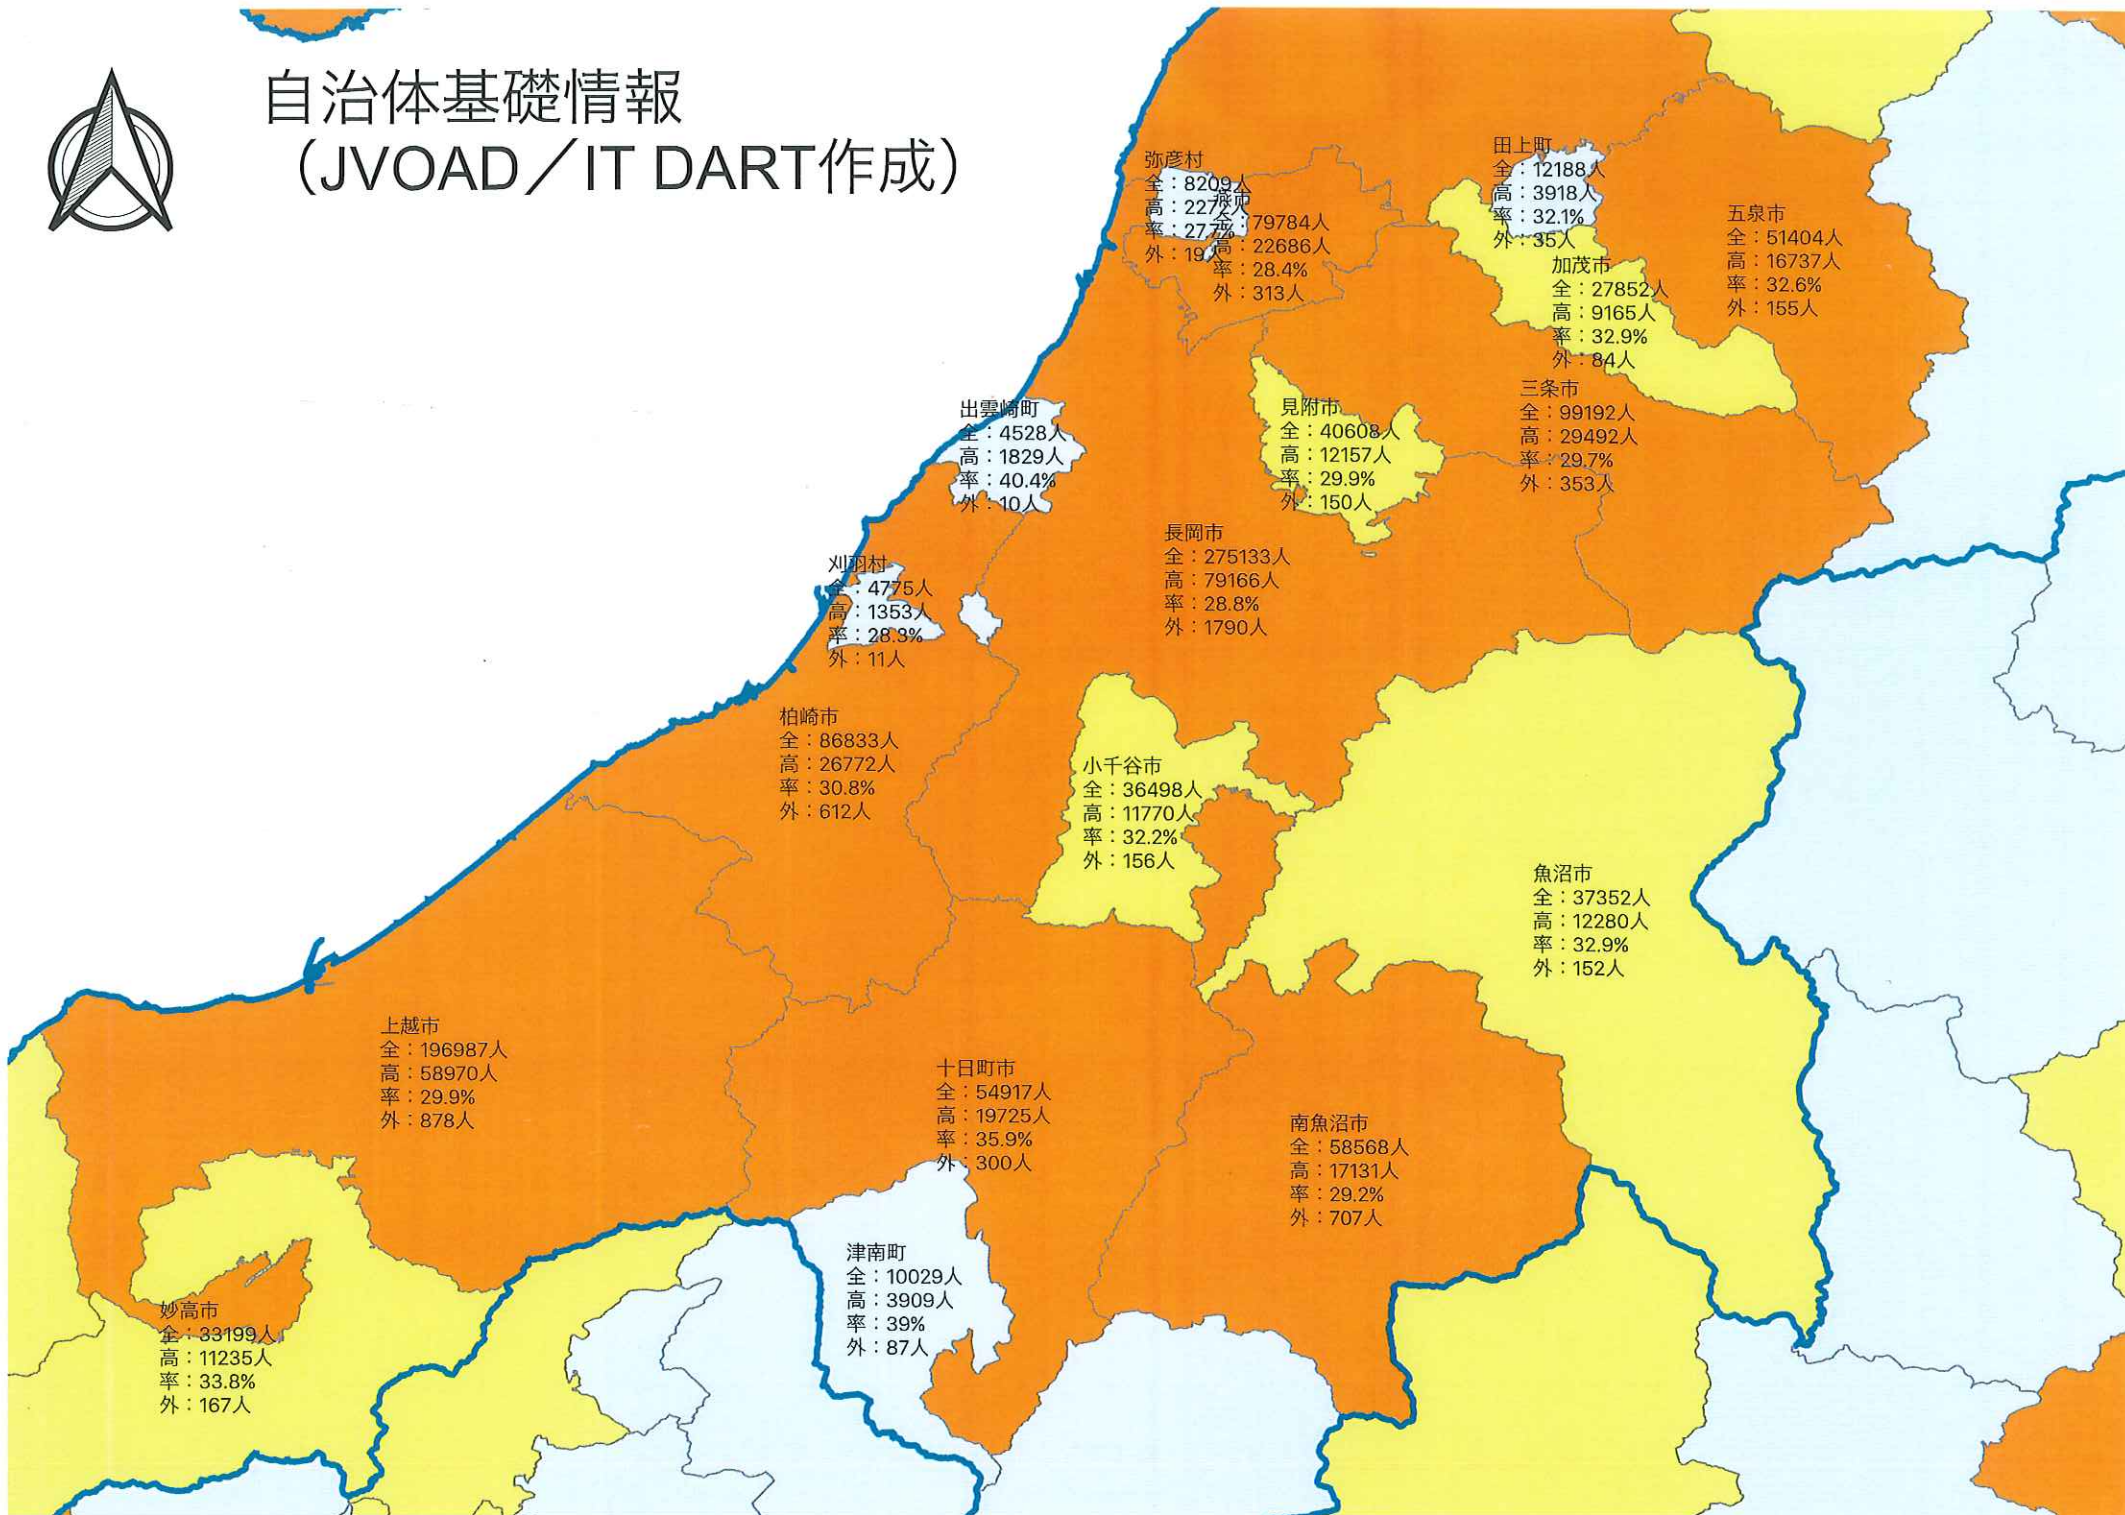 自治体基礎情報
（JVOAD／IT DART作成）
弥彦村
全：8209人
高：2272人
率：27.7%
外：19人
燕市
全：79784人
高：22686人
率：28.4%
外：313人
田上町
全：12188人
高：3918人
率：32.1%
外：35人
五泉市
全：51404人
高：16737人
率：32.6%
外：155人
加茂市
全：27852人
高：9165人
率：32.9%
外：84人
三条市
全：99192人
高：29492人
率：29.7%
外：353人
出雲崎町
全：4528人
高：1829人
率：40.4%
外：10人
見附市
全：40608人
高：12157人
率：29.9%
外：150人
長岡市
全：275133人
高：79166人
率：28.8%
外：1790人
刈羽村
全：4775人
高：1353人
率：28.3%
外：11人
柏崎市
全：86833人
高：26772人
率：30.8%
外：612人
小千谷市
全：36498人
高：11770人
率：32.2%
外：156人
魚沼市
全：37352人
高：12280人
率：32.9%
外：152人
上越市
全：196987人
高：58970人
率：29.9%
外：878人
十日町市
全：54917人
高：19725人
率：35.9%
外：300人
南魚沼市
全：58568人
高：17131人
率：29.2%
外：707人
津南町
全：10029人
高：3909人
率：39%
外：87人
妙高市
全：33199人
高：11235人
率：33.8%
外：167人